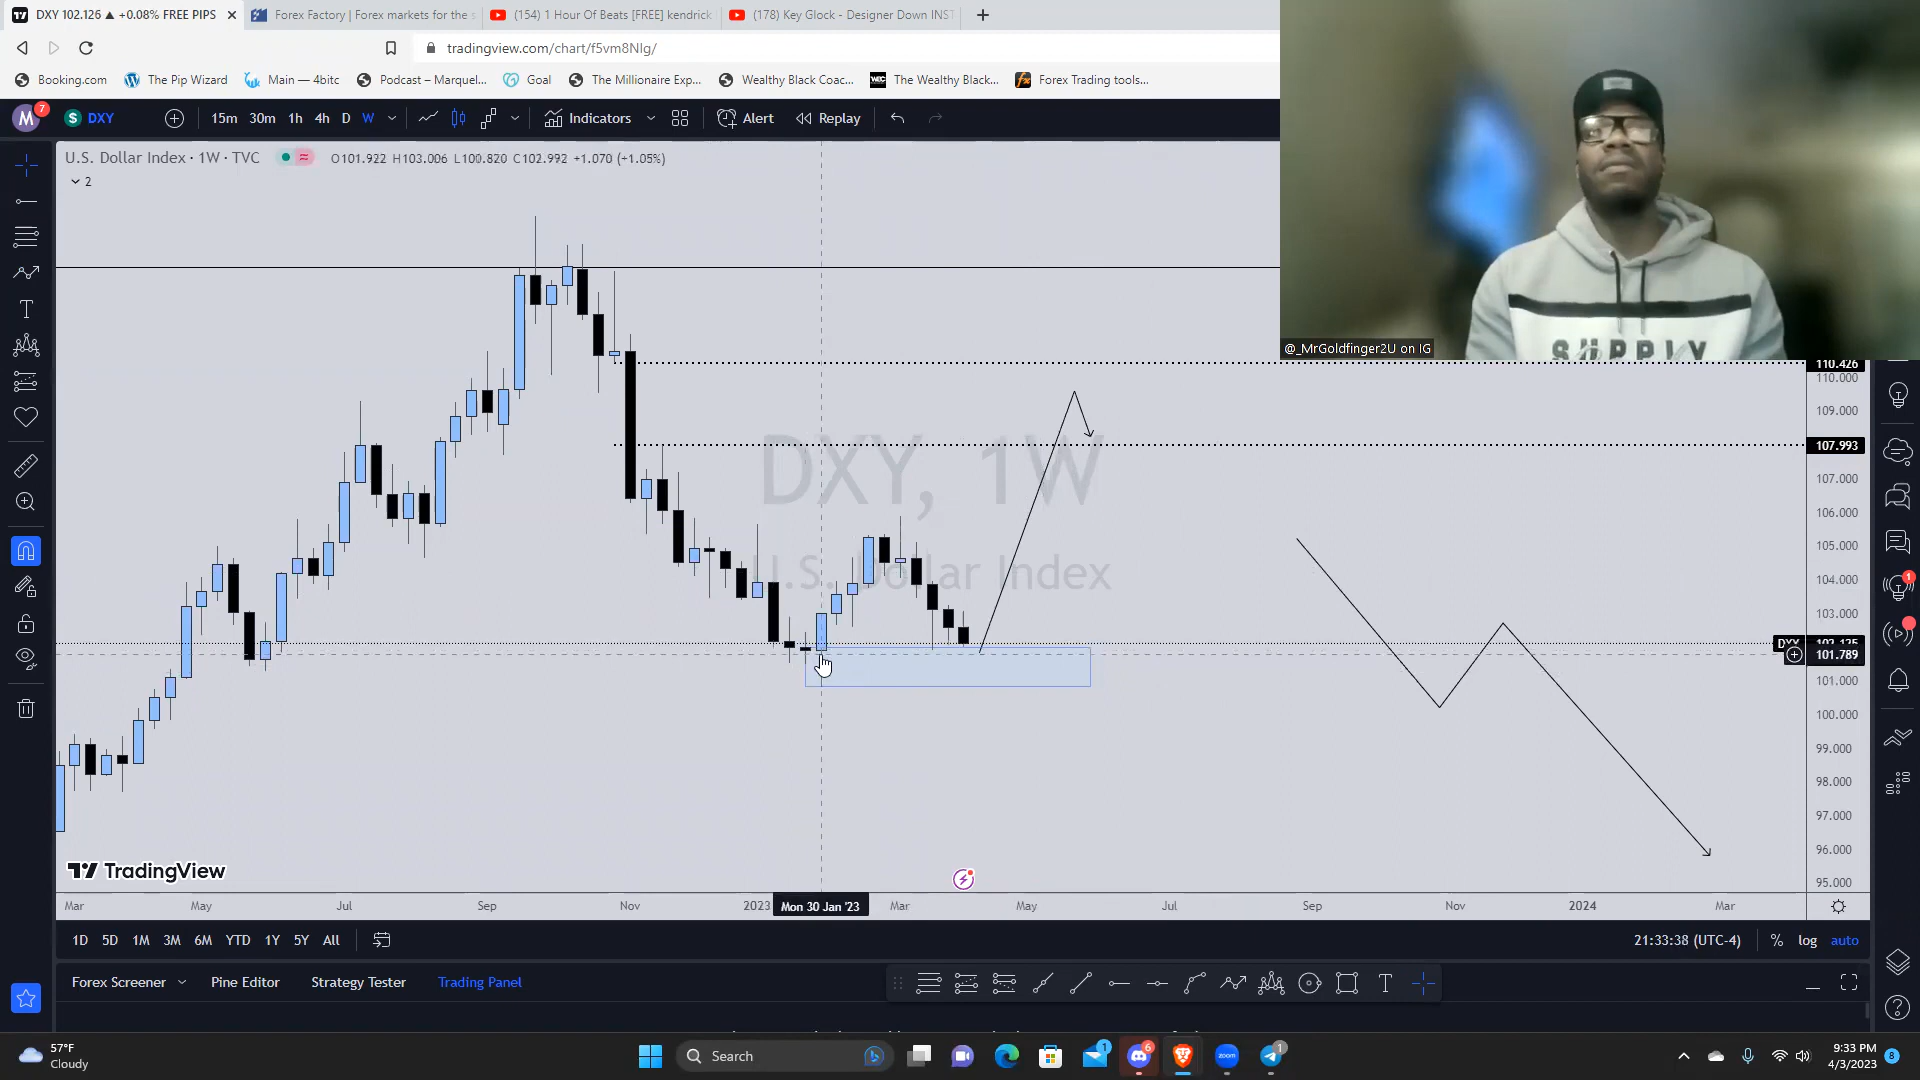 DXY 102.126 ▲ +0.08% FREE PIPS
Forex Factory | Forex markets for the s
(154) 1 Hour Of Beats [FREE] kendrick
(178) Key Glock - Designer Down INST
tradingview.com/chart/f5vm8NIg/
Booking.com
The Pip Wizard
Main — 4bitc
Podcast – Marquel...
Goal
The Millionaire Exp...
Wealthy Black Coac...
The Wealthy Black...
Forex Trading tools...
M 7
DXY
15m 30m 1h 4h D W
Indicators
Alert
Replay
U.S. Dollar Index · 1W · TVC
O101.922 H103.006 L100.820 C102.992 +1.070 (+1.05%)
2
@_MrGoldfinger2U on IG
SUPPLY
DXY, 1W
U.S. Dollar Index
110.426
110.000
109.000
107.993
107.000
106.000
105.000
104.000
103.000
DXY 102.125
101.789
101.000
100.000
99.000
98.000
97.000
96.000
95.000
TradingView
Mar May Jul Sep Nov 2023 Mon 30 Jan '23 Mar May Jul Sep Nov 2024 Mar
1D 5D 1M 3M 6M YTD 1Y 5Y All
21:33:38 (UTC-4) % log auto
Forex Screener
Pine Editor
Strategy Tester
Trading Panel
57°F
Cloudy
Search
9:33 PM
4/3/2023